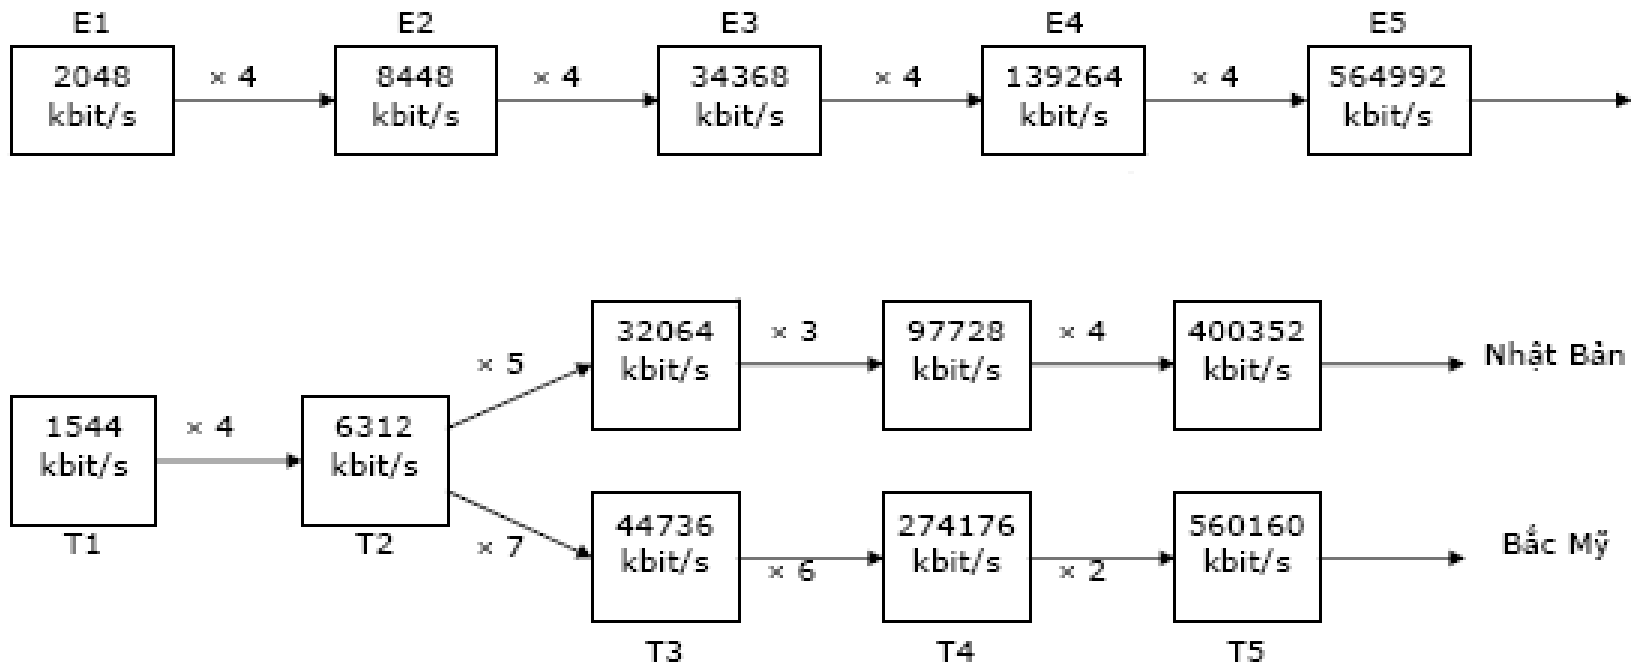 E1 E2 E3 E4 E5
2048 × 4 8448 × 4 34368 × 4 139264 × 4 564992
kbit/s kbit/s kbit/s kbit/s kbit/s
32064 × 3 97728 × 4 400352
kbit/s kbit/s kbit/s Nhật Bản
× 5
1544 × 4 6312
kbit/s kbit/s
44736 274176 560160
T1 T2 × 7 kbit/s × 6 kbit/s × 2 kbit/s Bắc Mỹ
T3 T4 T5